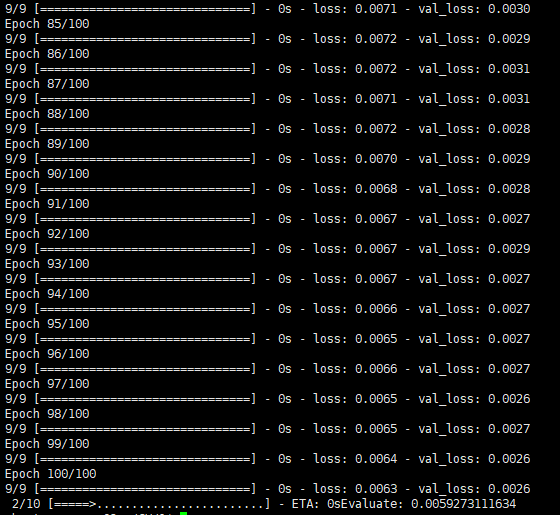 9/9 [==============================] - 0s - loss: 0.0071 - val_loss: 0.0030
Epoch 85/100
9/9 [==============================] - 0s - loss: 0.0072 - val_loss: 0.0029
Epoch 86/100
9/9 [==============================] - 0s - loss: 0.0072 - val_loss: 0.0031
Epoch 87/100
9/9 [==============================] - 0s - loss: 0.0071 - val_loss: 0.0031
Epoch 88/100
9/9 [==============================] - 0s - loss: 0.0072 - val_loss: 0.0028
Epoch 89/100
9/9 [==============================] - 0s - loss: 0.0070 - val_loss: 0.0029
Epoch 90/100
9/9 [==============================] - 0s - loss: 0.0068 - val_loss: 0.0028
Epoch 91/100
9/9 [==============================] - 0s - loss: 0.0067 - val_loss: 0.0027
Epoch 92/100
9/9 [==============================] - 0s - loss: 0.0067 - val_loss: 0.0029
Epoch 93/100
9/9 [==============================] - 0s - loss: 0.0067 - val_loss: 0.0027
Epoch 94/100
9/9 [==============================] - 0s - loss: 0.0066 - val_loss: 0.0027
Epoch 95/100
9/9 [==============================] - 0s - loss: 0.0065 - val_loss: 0.0027
Epoch 96/100
9/9 [==============================] - 0s - loss: 0.0066 - val_loss: 0.0027
Epoch 97/100
9/9 [==============================] - 0s - loss: 0.0065 - val_loss: 0.0026
Epoch 98/100
9/9 [==============================] - 0s - loss: 0.0065 - val_loss: 0.0027
Epoch 99/100
9/9 [==============================] - 0s - loss: 0.0064 - val_loss: 0.0026
Epoch 100/100
9/9 [==============================] - 0s - loss: 0.0063 - val_loss: 0.0026
2/10 [=====>........................] - ETA: 0sEvaluate: 0.0059273111634